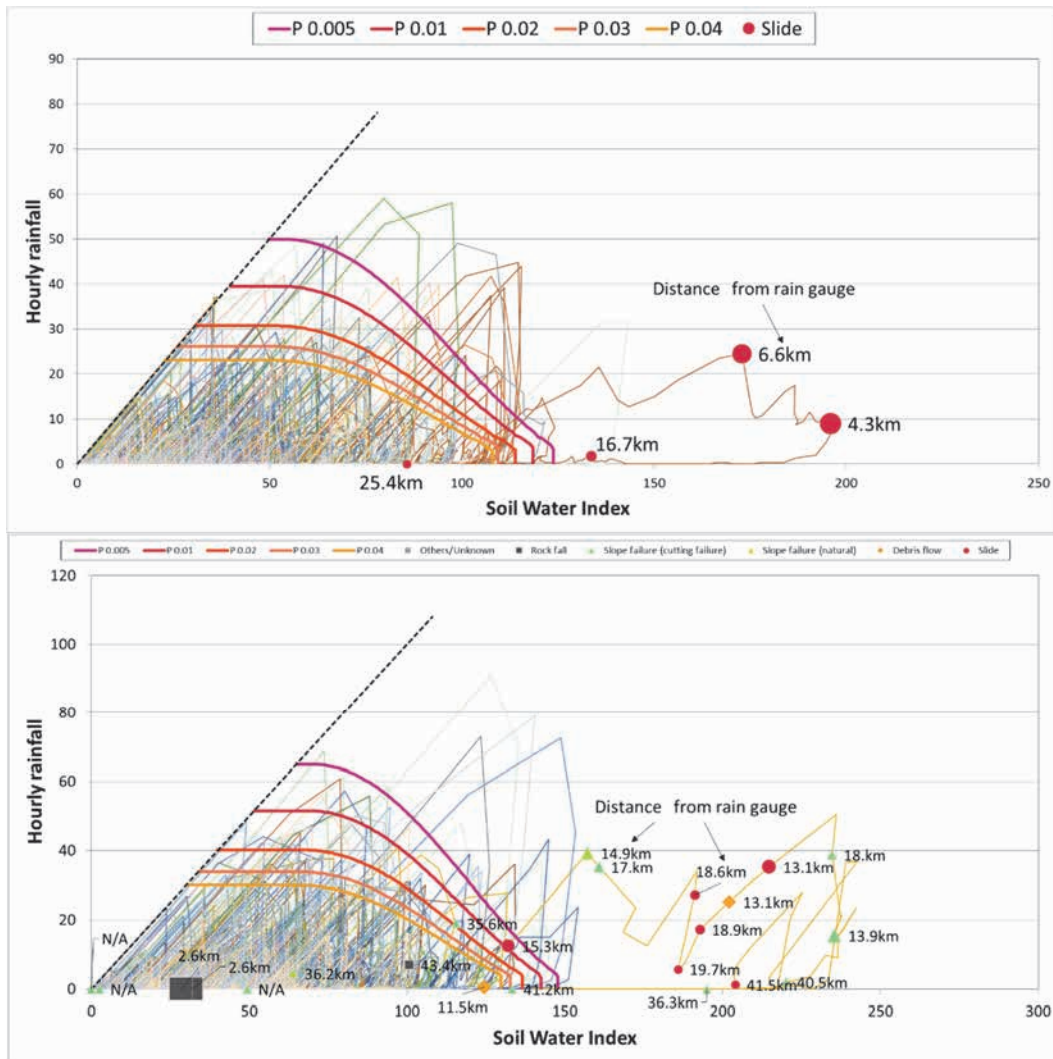 P 0.005 P 0.01 P 0.02 P 0.03 P 0.04 Slide
90
80
70
60
50
40
30
20
10
0
Hourly rainfall
Distance from rain gauge
6.6km
4.3km
16.7km
25.4km
0 50 100 150 200 250
Soil Water Index
P 0.005 P 0.01 P 0.02 P 0.03 P 0.04 Others/Unknown Rock fall Slope failure (cutting failure) Slope failure (natural) Debris flow Slide
120
100
80
60
40
20
0
Hourly rainfall
Distance from rain gauge
14.9km
17.km
18.6km
13.1km
18.km
13.1km
35.6km
15.3km
18.9km
13.9km
N/A
2.6km
2.6km
36.2km
43.4km
19.7km
N/A
N/A
11.5km
41.2km
36.3km
41.5km
40.5km
0 50 100 150 200 250 300
Soil Water Index